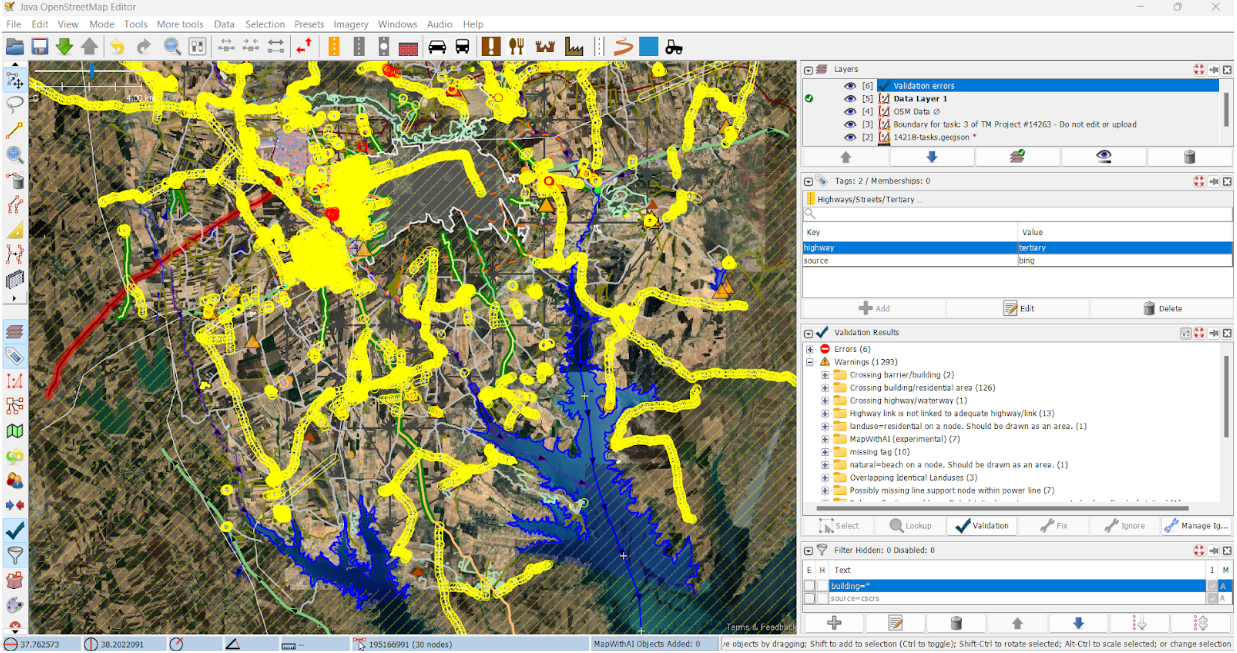 Java OpenStreetMap Editor
File Edit View Mode Tools More tools Data Selection Presets Imagery Windows Audio Help
Layers
[6] Validation errors
[5] Data Layer 1
[4] OSM Data ∅
[3] Boundary for task: 3 of TM Project #14263 - Do not edit or upload
[2] 14218-tasks.geojson *
Tags: 2 / Memberships: 0
Highways/Streets/Tertiary ...
Key Value
highway tertiary
source bing
Add Edit Delete
Validation Results
Errors (6)
Warnings (1293)
Crossing barrier/building (2)
Crossing building/residential area (126)
Crossing highway/waterway (1)
Highway link is not linked to adequate highway/link (13)
landuse=residential on a node. Should be drawn as an area. (1)
MapWithAI (experimental) (7)
missing tag (10)
natural=beach on a node. Should be drawn as an area. (1)
Overlapping Identical Landuses (3)
Possibly missing line support node within power line (7)
Select Lookup Validation Fix Ignore Manage Ig...
Filter Hidden: 0 Disabled: 0
E H Text I M
building=* A
source=cscrs A
Terms & Feedback
37.762573 38.2022091 -- 195166991 (30 nodes) MapWithAI Objects Added: 0 re objects by dragging; Shift to add to selection (Ctrl to toggle); Shift-Ctrl to rotate selected; Alt-Ctrl to scale selected; or change selection